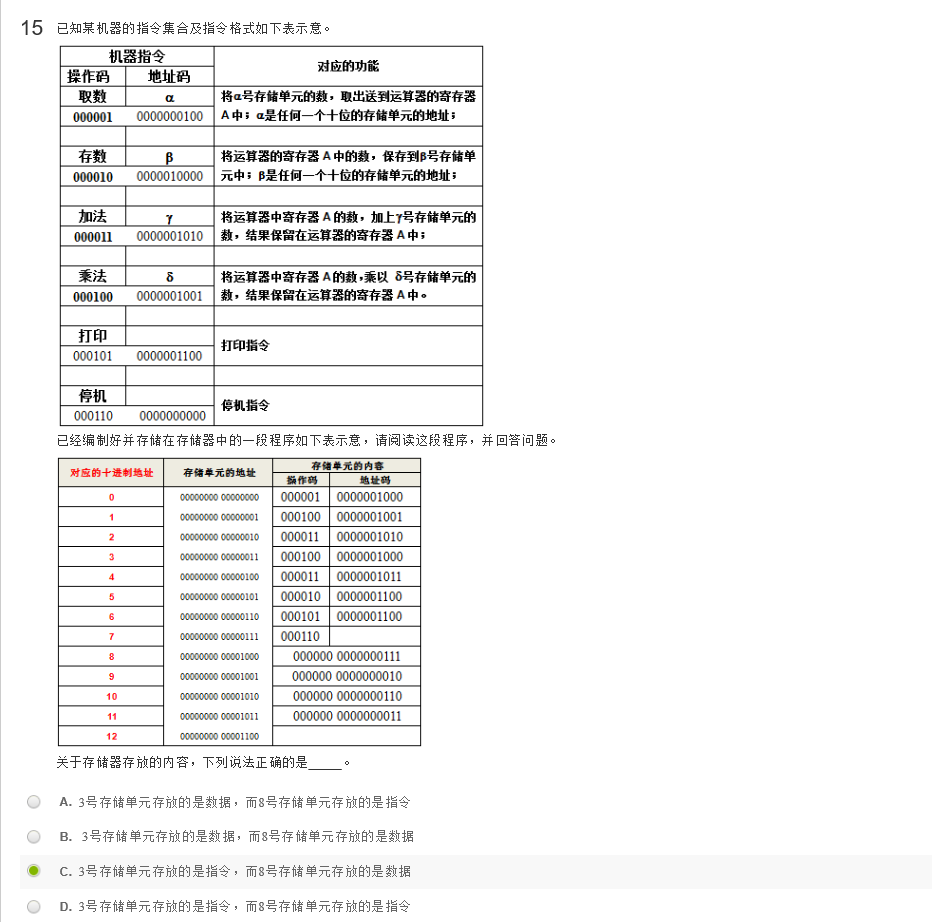 15 已知某机器的指令集合及指令格式如下表示意。
机器指令 对应的功能
操作码 地址码
取数 α 将α号存储单元的数，取出送到运算器的寄存器
000001 0000000100 A中；α是任何一个十位的存储单元的地址；
存数 β 将运算器的寄存器 A 中的数，保存到β号存储单
000010 0000010000 元中；β是任何一个十位的存储单元的地址；
加法 γ 将运算器中寄存器 A 的数，加上γ号存储单元的
000011 0000001010 数，结果保留在运算器的寄存器 A 中；
乘法 δ 将运算器中寄存器 A 的数，乘以 δ号存储单元的
000100 0000001001 数，结果保留在运算器的寄存器 A 中。
打印 打印指令
000101 0000001100
停机 停机指令
000110 0000000000
已经编制好并存储在存储器中的一段程序如下表示意，请阅读这段程序，并回答问题。
对应的十进制地址 存储单元的地址 存储单元的内容
操作码 地址码
0 00000000 00000000 000001 0000001000
1 00000000 00000001 000100 0000001001
2 00000000 00000010 000011 0000001010
3 00000000 00000011 000100 0000001000
4 00000000 00000100 000011 0000001011
5 00000000 00000101 000010 0000001100
6 00000000 00000110 000101 0000001100
7 00000000 00000111 000110
8 00000000 00001000 000000 0000000111
9 00000000 00001001 000000 0000000010
10 00000000 00001010 000000 0000000110
11 00000000 00001011 000000 0000000011
12 00000000 00001100
关于存储器存放的内容，下列说法正确的是_____。
A. 3号存储单元存放的是数据，而8号存储单元存放的是指令
B. 3号存储单元存放的是数据，而8号存储单元存放的是数据
C. 3号存储单元存放的是指令，而8号存储单元存放的是数据
D. 3号存储单元存放的是指令，而8号存储单元存放的是指令